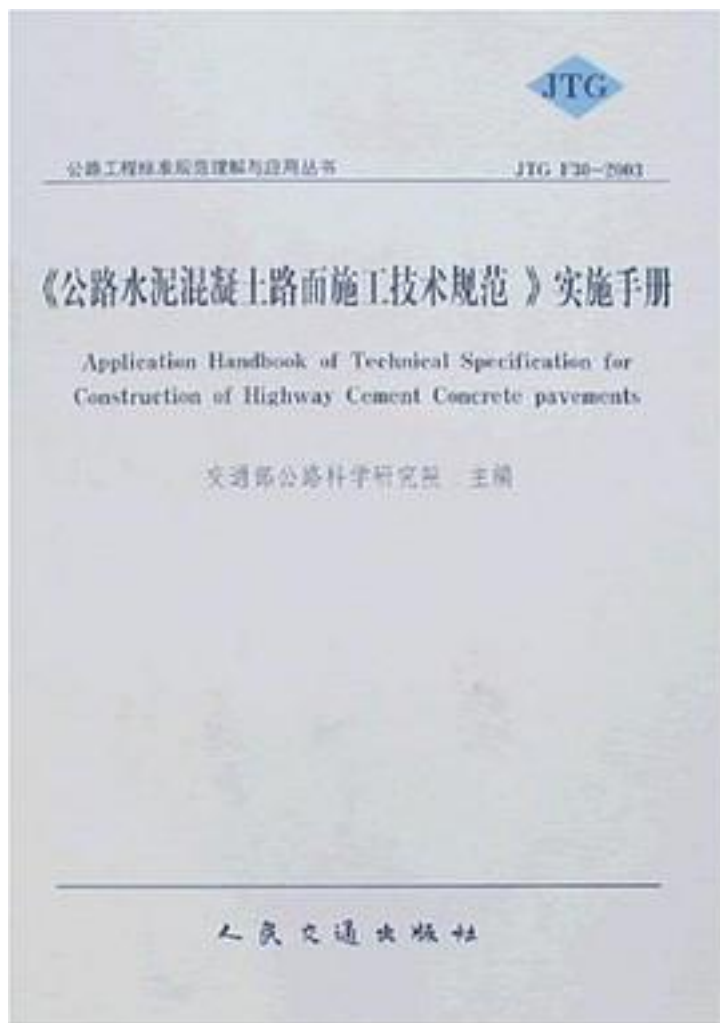 JTG
公路工程标准规范理解与应用丛书 JTG F30-2003
《公路水泥混凝土路面施工技术规范 》实施手册
Application Handbook of Technical Specification for
Construction of Highway Cement Concrete pavements
交通部公路科学研究院 主编
人民交通出版社